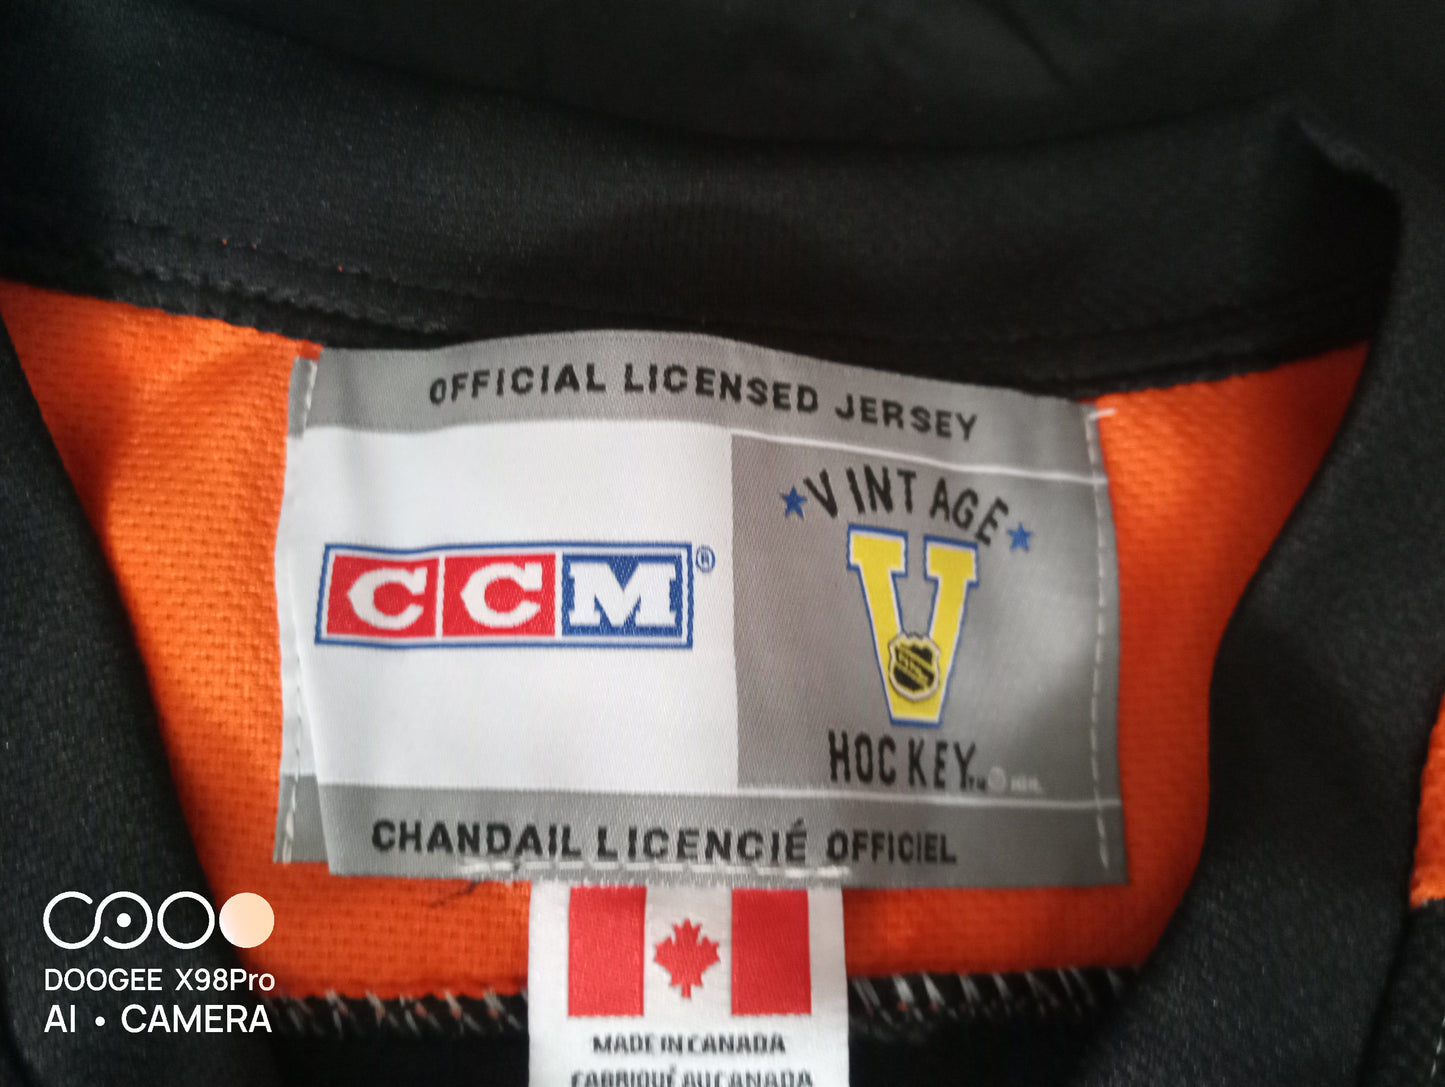 OFFICIAL LICENSED JERSEY
CCM®
VINTAGE
V
HOCKEY
CHANDAIL LICENCIÉ OFFICIEL
MADE IN CANADA
FABRIQUÉ AU CANADA
DOOGEE X98Pro
AI • CAMERA